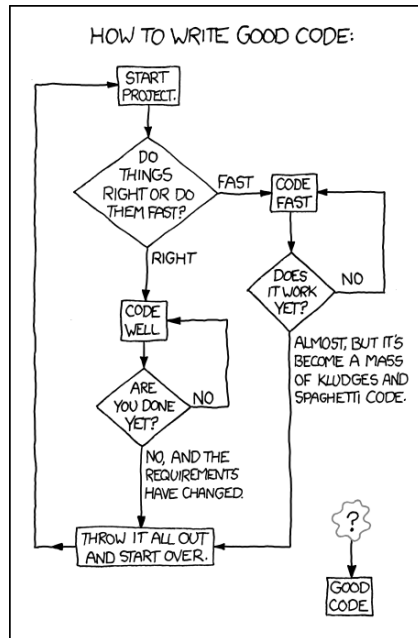 HOW TO WRITE GOOD CODE:
START
PROJECT.
DO
THINGS
RIGHT OR DO
THEM FAST?
FAST
CODE
FAST
RIGHT
DOES
IT WORK
YET?
NO
CODE
WELL
ALMOST, BUT IT'S
BECOME A MASS
OF KLUDGES AND
SPAGHETTI CODE.
ARE
YOU DONE
YET?
NO
NO, AND THE
REQUIREMENTS
HAVE CHANGED.
THROW IT ALL OUT
AND START OVER.
?
GOOD
CODE